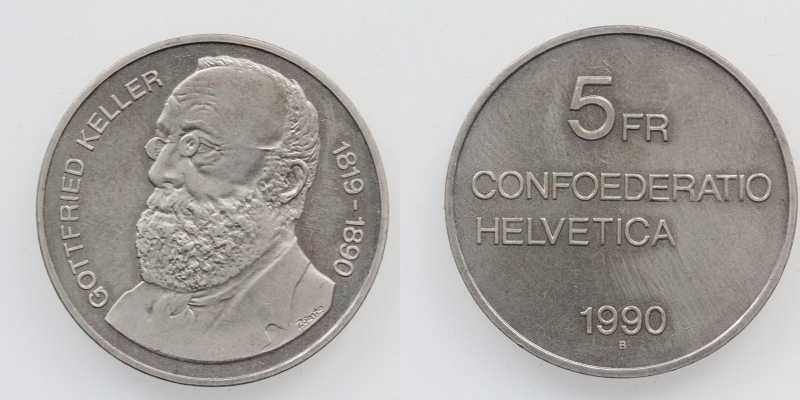 GOTTFRIED KELLER
1819-1890
5 FR
CONFOEDERATIO
HELVETICA
1990
B